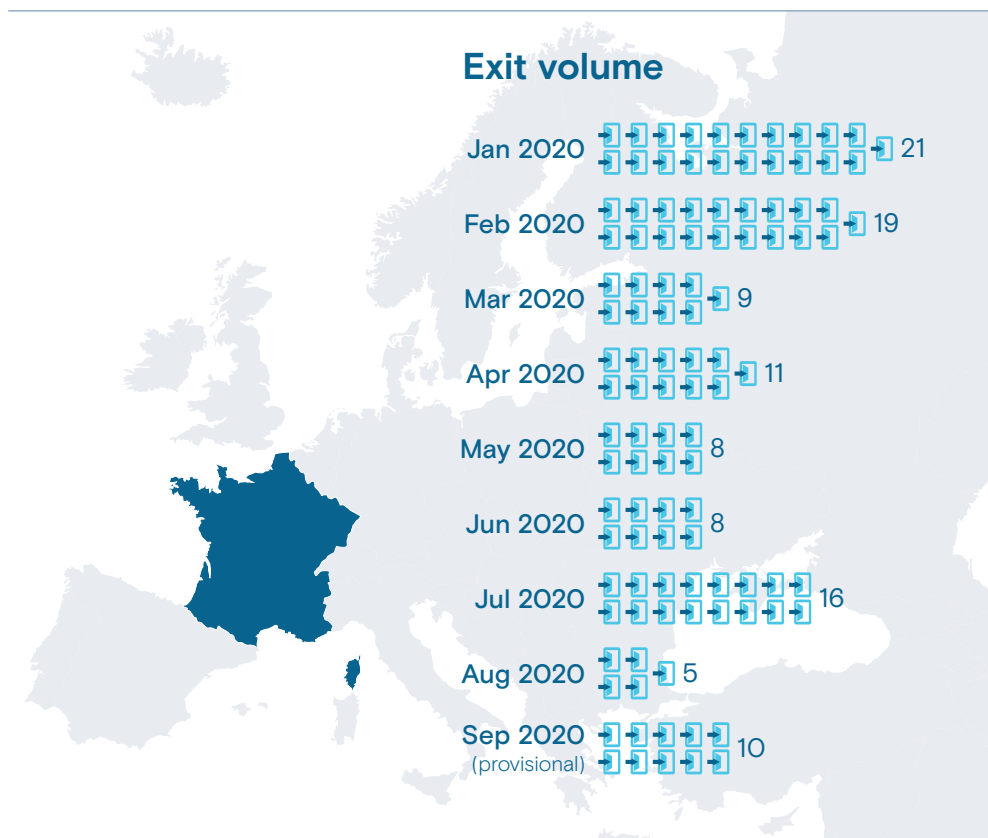 Exit volume
Jan 2020 21
Feb 2020 19
Mar 2020 9
Apr 2020 11
May 2020 8
Jun 2020 8
Jul 2020 16
Aug 2020 5
Sep 2020 10
(provisional)